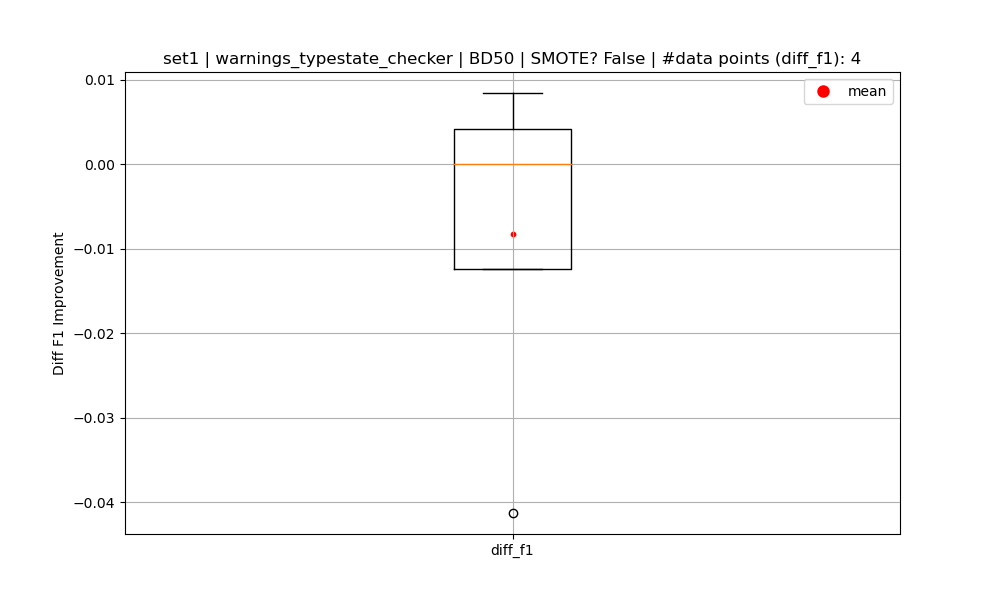 set1 | warnings_typestate_checker | BD50 | SMOTE? False | #data points (diff_f1): 4
mean
0.01
0.00
−0.01
−0.02
−0.03
−0.04
Diff F1 Improvement
diff_f1